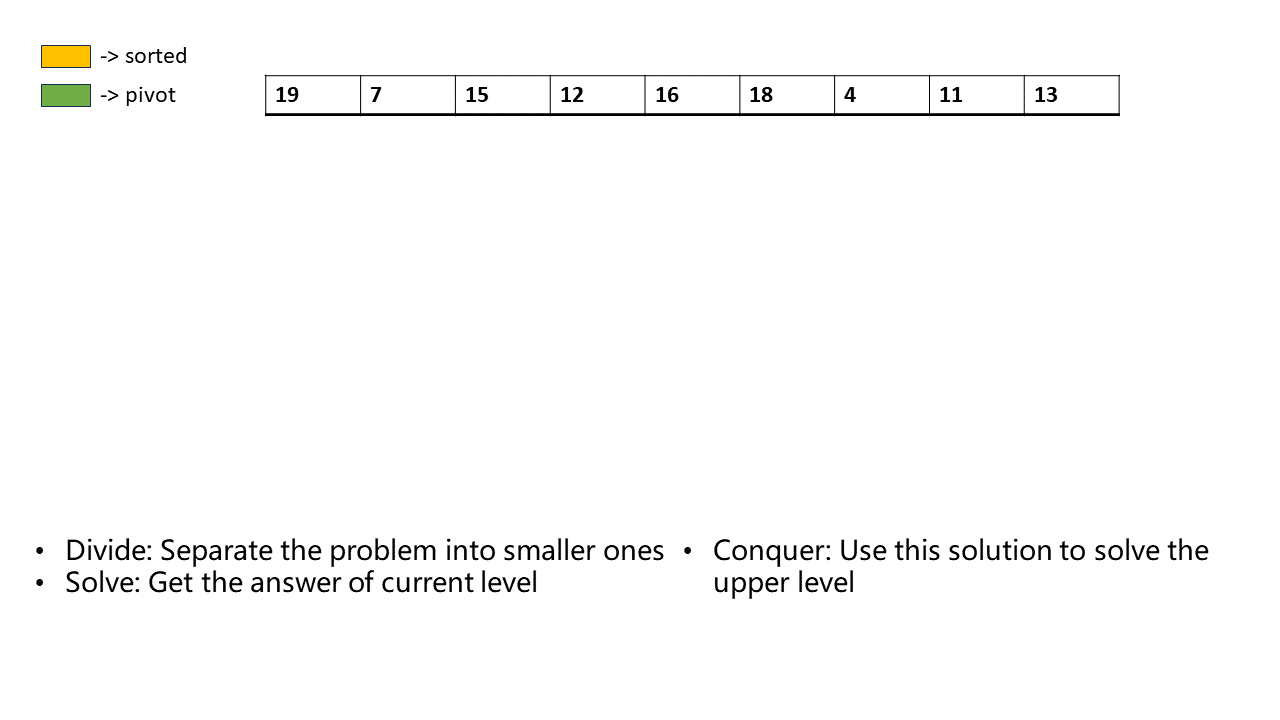 -> sorted
-> pivot
19 7 15 12 16 18 4 11 13
• Divide: Separate the problem into smaller ones
• Solve: Get the answer of current level
• Conquer: Use this solution to solve the
upper level